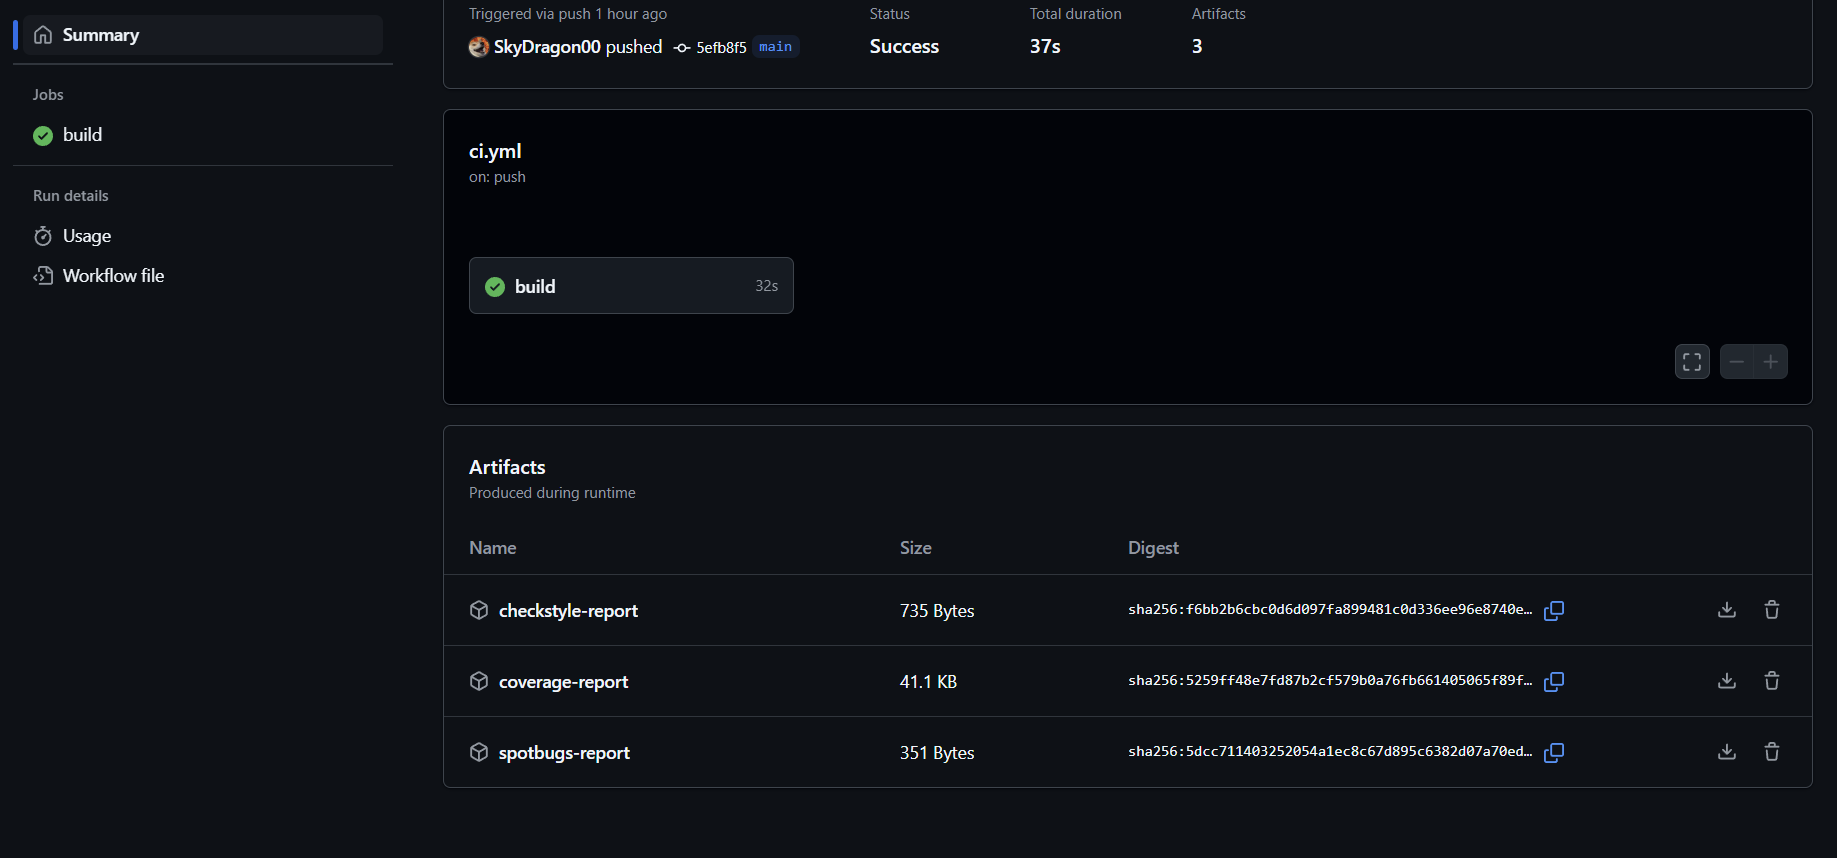 Summary
Jobs
build
Run details
Usage
Workflow file
Triggered via push 1 hour ago
SkyDragon00 pushed 5efb8f5 main
Status
Success
Total duration
37s
Artifacts
3
ci.yml
on: push
build 32s
Artifacts
Produced during runtime
Name Size Digest
checkstyle-report 735 Bytes sha256:f6bb2b6cbc0d6d097fa899481c0d336ee96e8740e…
coverage-report 41.1 KB sha256:5259ff48e7fd87b2cf579b0a76fb661405065f89f…
spotbugs-report 351 Bytes sha256:5dcc711403252054a1ec8c67d895c6382d07a70ed…